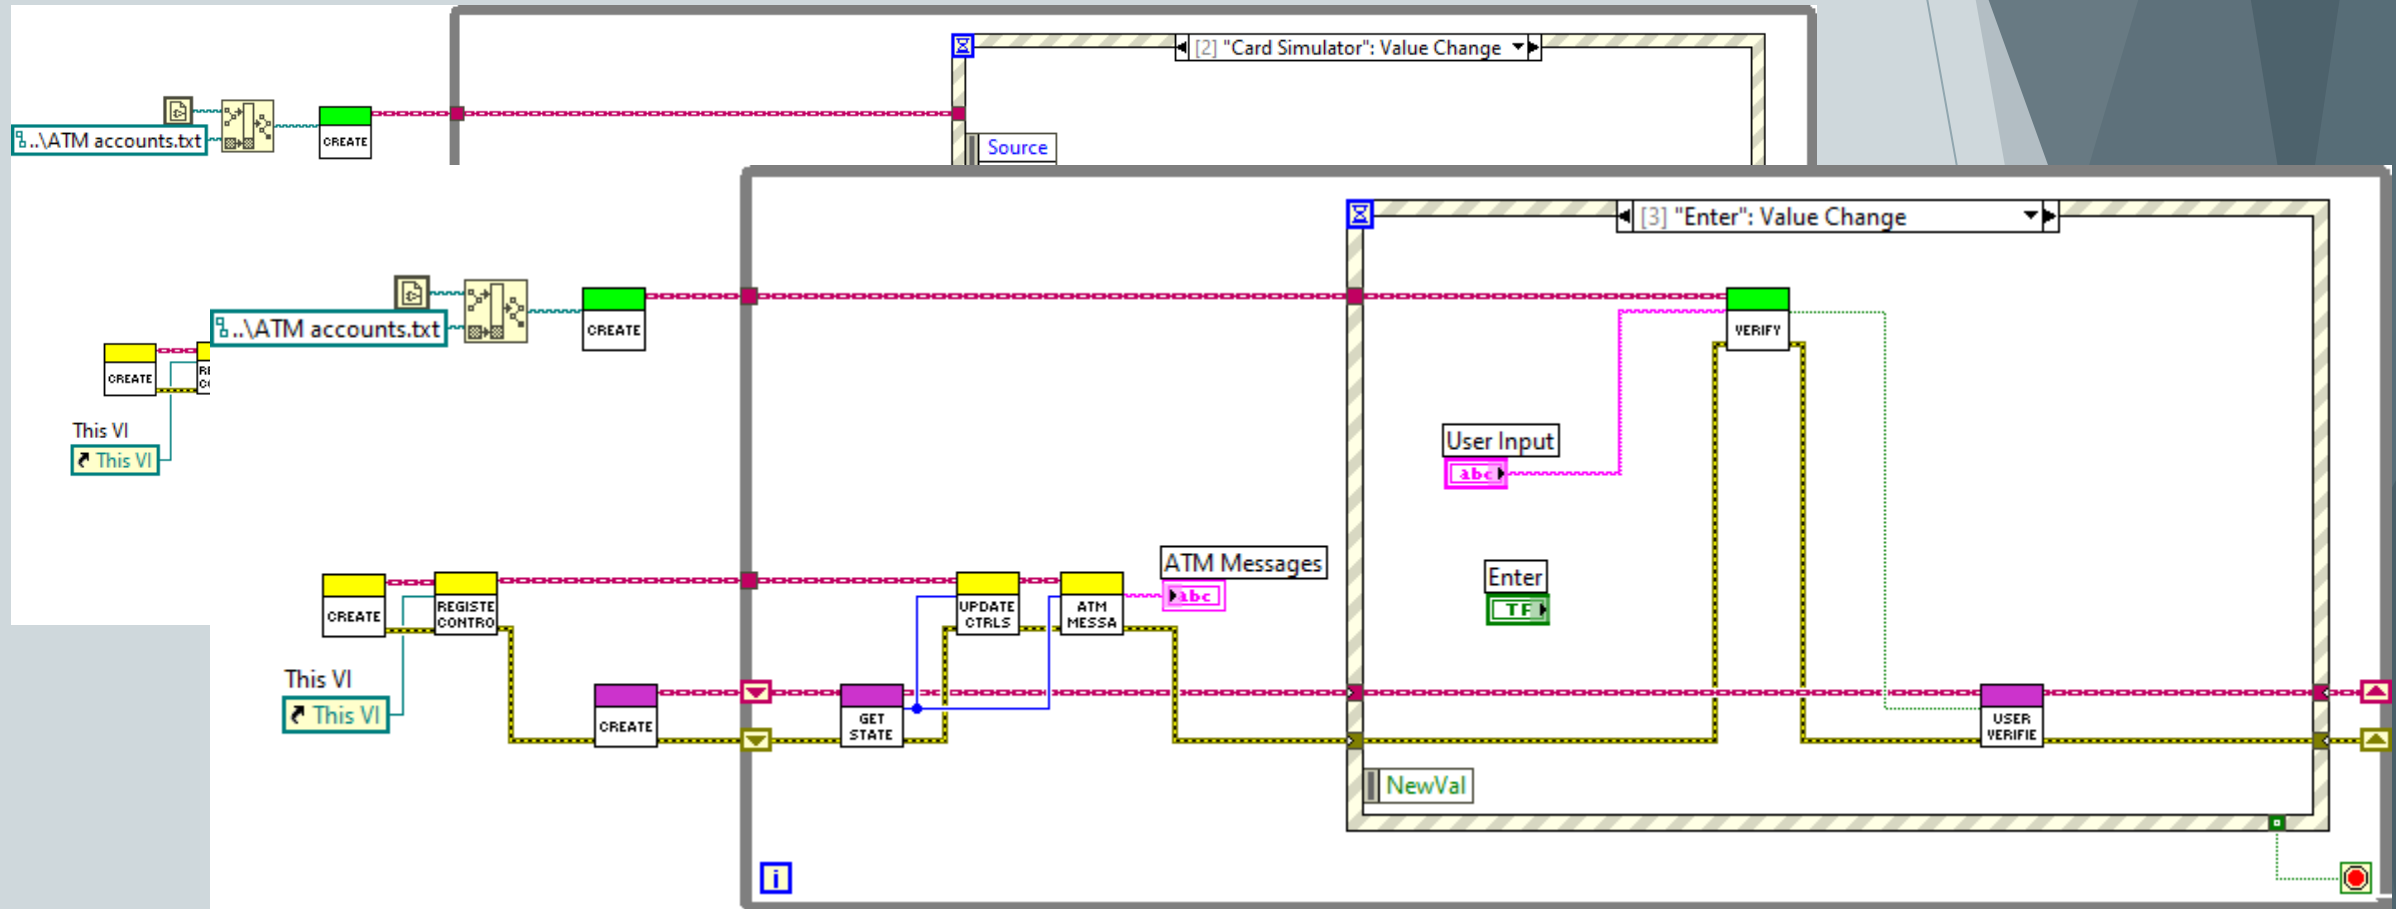 [2] "Card Simulator": Value Change
..\ATM accounts.txt
CREATE
Source
[3] "Enter": Value Change
..\ATM accounts.txt
CREATE
VERIFY
CREATE
This VI
This VI
User Input
abc
ATM Messages
abc
Enter
TF
CREATE
REGISTE
CONTRO
UPDATE
CTRLS
ATM
MESSA
This VI
This VI
CREATE
GET
STATE
USER
VERIFIE
NewVal
i